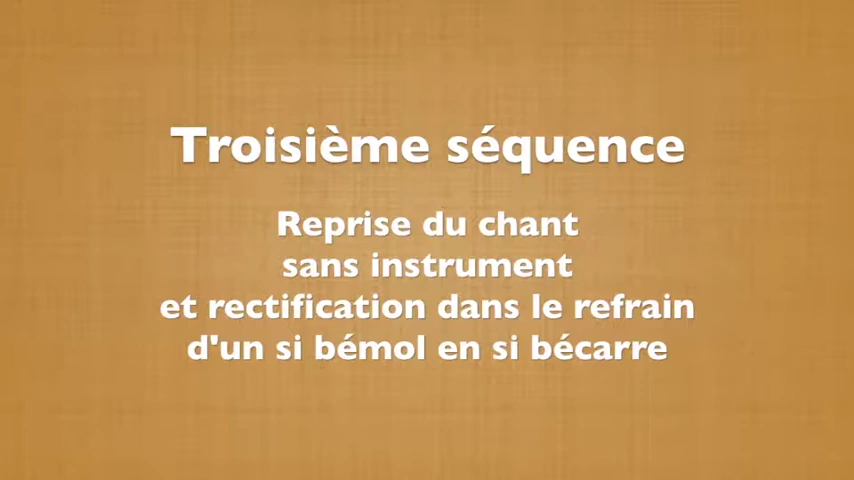 Troisième séquence
Reprise du chant
sans instrument
et rectification dans le refrain
d'un si bémol en si bécarre